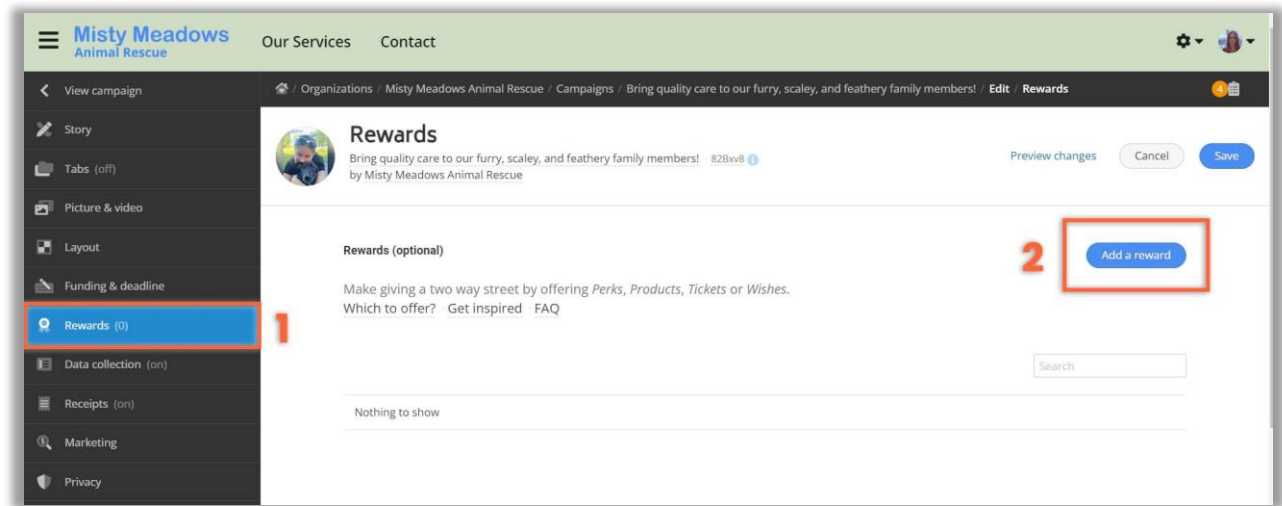 Misty Meadows
Animal Rescue
Our Services Contact
View campaign
/ Organizations / Misty Meadows Animal Rescue / Campaigns / Bring quality care to our furry, scaley, and feathery family members! / Edit / Rewards
4
Story
Tabs (off)
Picture & video
Layout
Funding & deadline
Rewards (0)
Data collection (on)
Receipts (on)
Marketing
Privacy
1
Rewards
Bring quality care to our furry, scaley, and feathery family members! 82Bxv8
by Misty Meadows Animal Rescue
Preview changes Cancel Save
Rewards (optional)
2
Add a reward
Make giving a two way street by offering Perks, Products, Tickets or Wishes.
Which to offer? · Get inspired · FAQ
Search
Nothing to show